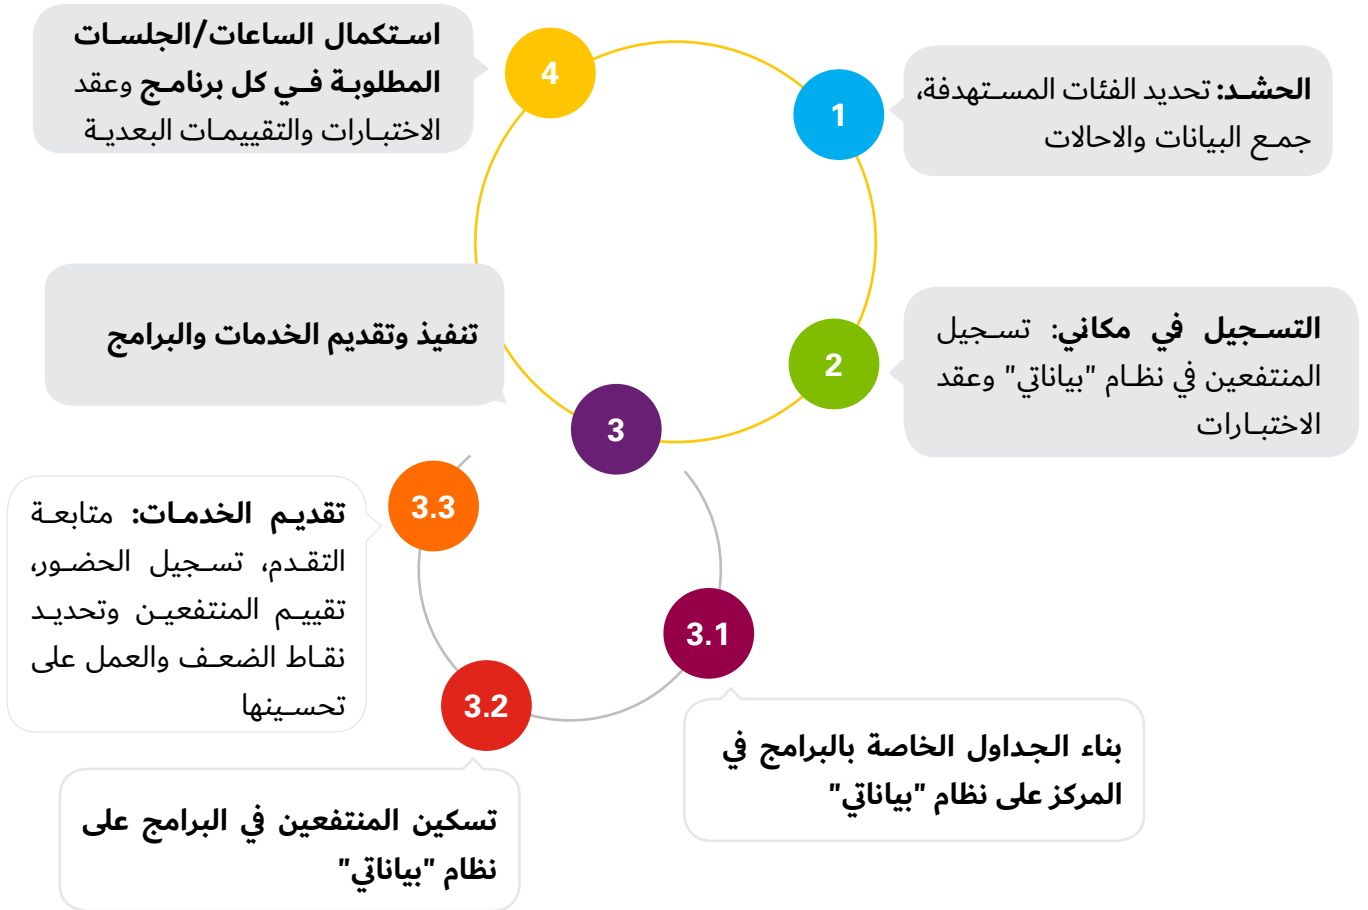 1
الحشد: تحديد الفئات المستهدفة،
جمع البيانات والاحالات
2
التسجيل في مكاني: تسجيل
المنتفعين في نظام "بياناتي" وعقد
الاختبارات
3
تنفيذ وتقديم الخدمات والبرامج
3.1
بناء الجداول الخاصة بالبرامج في
المركز على نظام "بياناتي"
3.2
تسكين المنتفعين في البرامج على
نظام "بياناتي"
3.3
تقديم الخدمات: متابعة
التقدم، تسجيل الحضور،
تقييم المنتفعين وتحديد
نقاط الضعف والعمل على
تحسينها
4
استكمال الساعات/الجلسات
المطلوبة في كل برنامج وعقد
الاختبارات والتقييمات البعدية